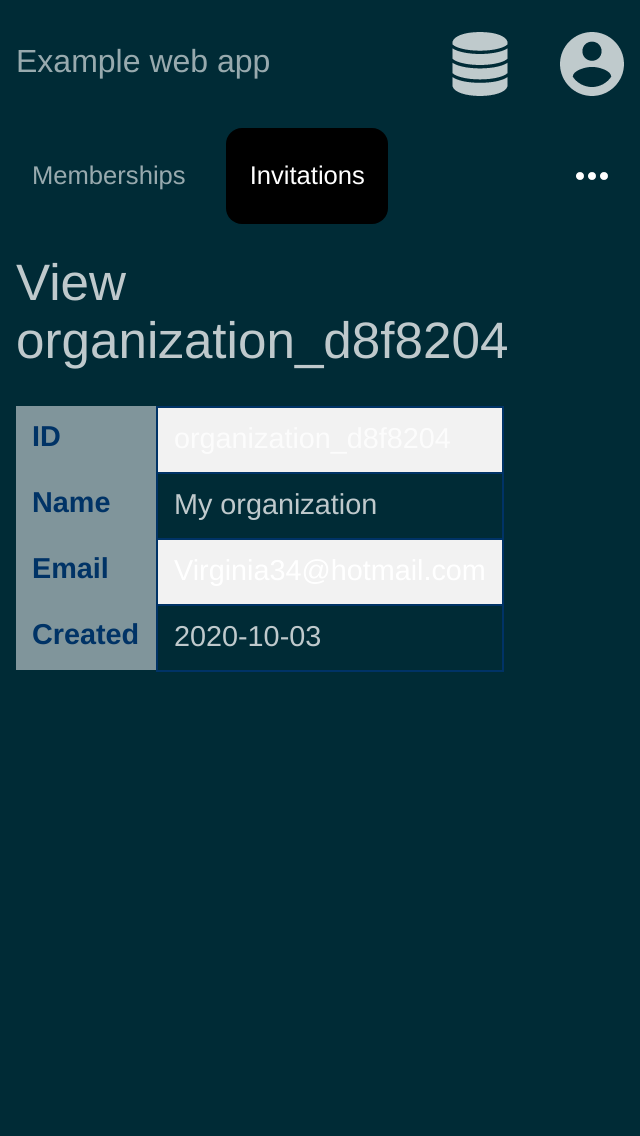 Example web app
Memberships Invitations
View
organization_d8f8204
ID organization_d8f8204
Name My organization
Email Virginia34@hotmail.com
Created 2020-10-03